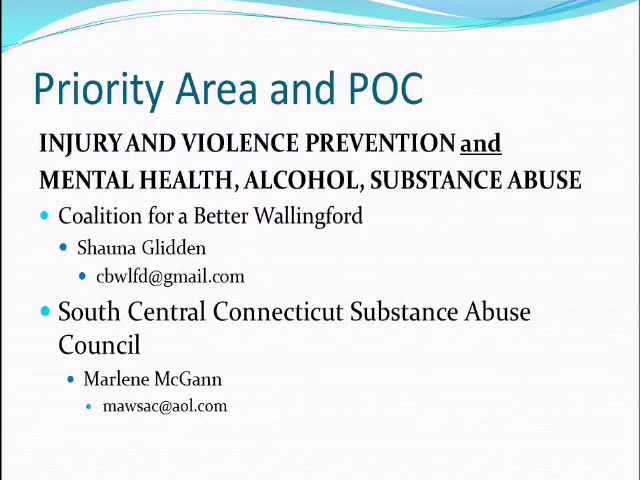 Priority Area and POC
INJURY AND VIOLENCE PREVENTION and
MENTAL HEALTH, ALCOHOL, SUBSTANCE ABUSE
• Coalition for a Better Wallingford
• Shauna Glidden
• cbwlfd@gmail.com
• South Central Connecticut Substance Abuse
Council
• Marlene McGann
• mawsac@aol.com